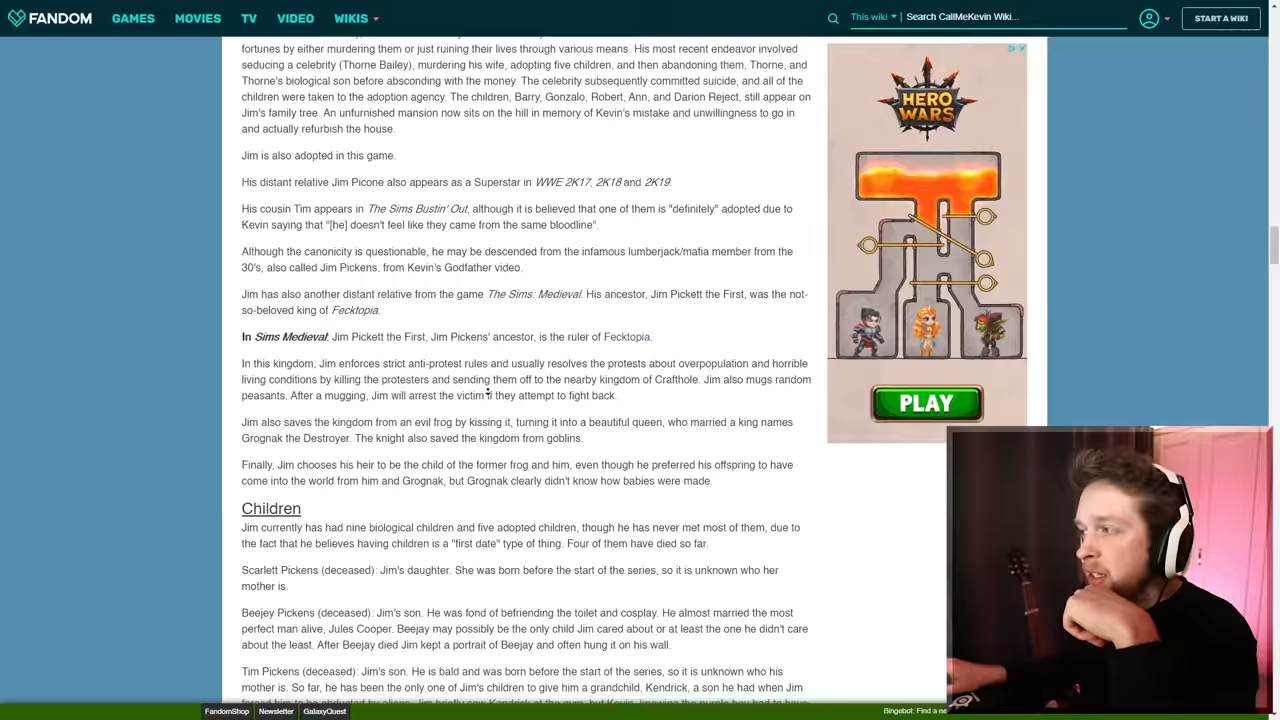 FANDOM
GAMES
MOVIES
TV
VIDEO
WIKIS
This wiki
Search CallMeKevin Wiki...
START A WIKI
fortunes by either murdering them or just ruining their lives through various means. His most recent endeavor involved
seducing a celebrity (Thorne Bailey), murdering his wife, adopting five children, and then abandoning them, Thorne, and
Thorne's biological son before absconding with the money. The celebrity subsequently committed suicide, and all of the
children were taken to the adoption agency. The children, Barry, Gonzalo, Robert, Ann, and Darion Reject, still appear on
Jim's family tree. An unfurnished mansion now sits on the hill in memory of Kevin's mistake and unwillingness to go in
and actually refurbish the house.
Jim is also adopted in this game.
His distant relative Jim Picone also appears as a Superstar in WWE 2K17, 2K18 and 2K19.
His cousin Tim appears in The Sims Bustin' Out, although it is believed that one of them is "definitely" adopted due to
Kevin saying that "[he] doesn't feel like they came from the same bloodline".
Although the canonicity is questionable, he may be descended from the infamous lumberjack/mafia member from the
30's, also called Jim Pickens, from Kevin's Godfather video.
Jim has also another distant relative from the game The Sims: Medieval. His ancestor, Jim Pickett the First, was the not-
so-beloved king of Fecktopia.
In Sims Medieval: Jim Pickett the First, Jim Pickens' ancestor, is the ruler of Fecktopia.
In this kingdom, Jim enforces strict anti-protest rules and usually resolves the protests about overpopulation and horrible
living conditions by killing the protesters and sending them off to the nearby kingdom of Crafthole. Jim also mugs random
peasants. After a mugging, Jim will arrest the victim if they attempt to fight back.
Jim also saves the kingdom from an evil frog by kissing it, turning it into a beautiful queen, who married a king names
Grognak the Destroyer. The knight also saved the kingdom from goblins.
Finally, Jim chooses his heir to be the child of the former frog and him, even though he preferred his offspring to have
come into the world from him and Grognak, but Grognak clearly didn't know how babies were made.
Children
Jim currently has had nine biological children and five adopted children, though he has never met most of them, due to
the fact that he believes having children is a "first date" type of thing. Four of them have died so far.
Scarlett Pickens (deceased): Jim's daughter. She was born before the start of the series, so it is unknown who her
mother is.
Beejey Pickens (deceased): Jim's son. He was fond of befriending the toilet and cosplay. He almost married the most
perfect man alive, Jules Cooper. Beejey may possibly be the only child Jim cared about or at least the one he didn't care
about the least. After Beejey died Jim kept a portrait of Beejey and often hung it on his wall.
Tim Pickens (deceased): Jim's son. He is bald and was born before the start of the series, so it is unknown who his
mother is. So far, he has been the only one of Jim's children to give him a grandchild, Kendrick, a son he had when Jim
HERO
WARS
PLAY
FandomShop
Newsletter
GalaxyQuest
Bingebot: Find a ne